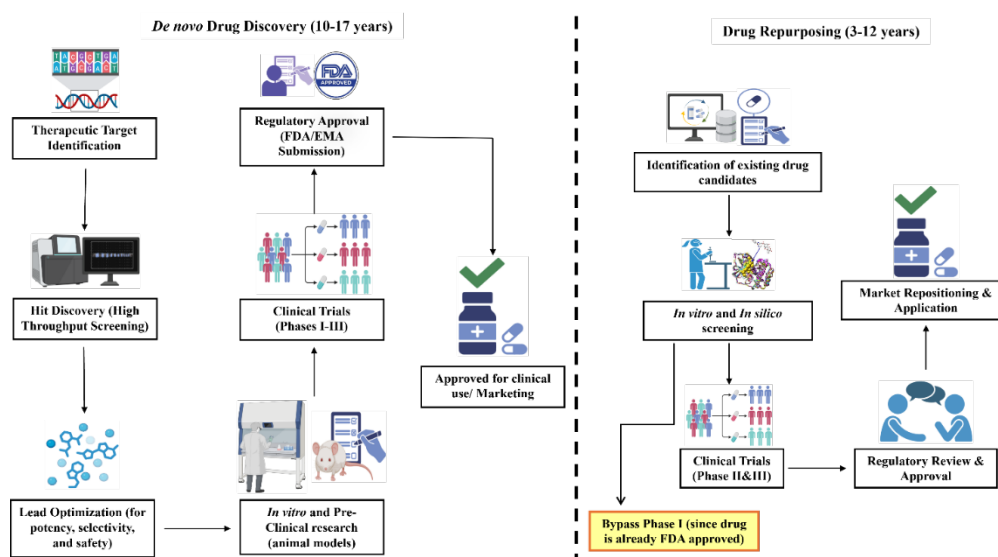 De novo Drug Discovery (10-17 years)
T A C G C T G A
A T G C G A C T
Therapeutic Target
Identification
Hit Discovery (High
Throughput Screening)
Lead Optimization (for
potency, selectivity,
and safety)
FDA
APPROVED
Regulatory Approval
(FDA/EMA
Submission)
Clinical Trials
(Phases I-III)
In vitro and Pre-
Clinical research
(animal models)
Approved for clinical
use/ Marketing
Drug Repurposing (3-12 years)
Identification of existing drug
candidates
In vitro and In silico
screening
Clinical Trials
(Phase II&III)
Bypass Phase I (since drug
is already FDA approved)
Regulatory Review &
Approval
Market Repositioning &
Application